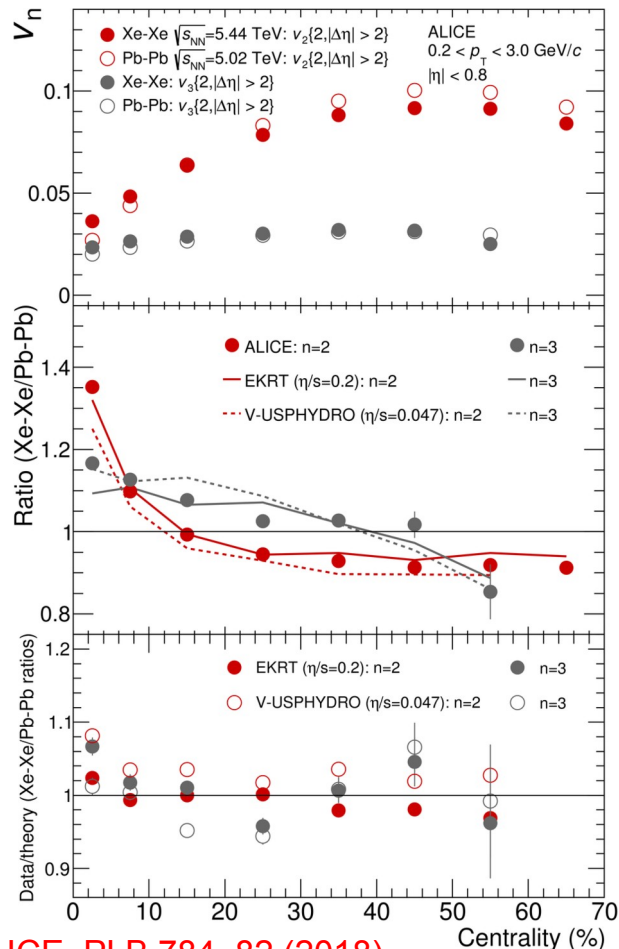 v_n
Xe-Xe √s_NN=5.44 TeV: v_2{2,|Δη| > 2}
Pb-Pb √s_NN=5.02 TeV: v_2{2,|Δη| > 2}
Xe-Xe: v_3{2,|Δη| > 2}
Pb-Pb: v_3{2,|Δη| > 2}
ALICE
0.2 < p_T < 3.0 GeV/c
|η| < 0.8
0.1
0.05
0
Ratio (Xe-Xe/Pb-Pb)
ALICE: n=2
n=3
EKRT (η/s=0.2): n=2
n=3
V-USPHYDRO (η/s=0.047): n=2
n=3
1.4
1.2
1
0.8
Data/theory (Xe-Xe/Pb-Pb ratios)
EKRT (η/s=0.2): n=2
n=3
V-USPHYDRO (η/s=0.047): n=2
n=3
1.2
1.1
1
0.9
0 10 20 30 40 50 60 70
Centrality (%)
PLB 784, 82 (2018)